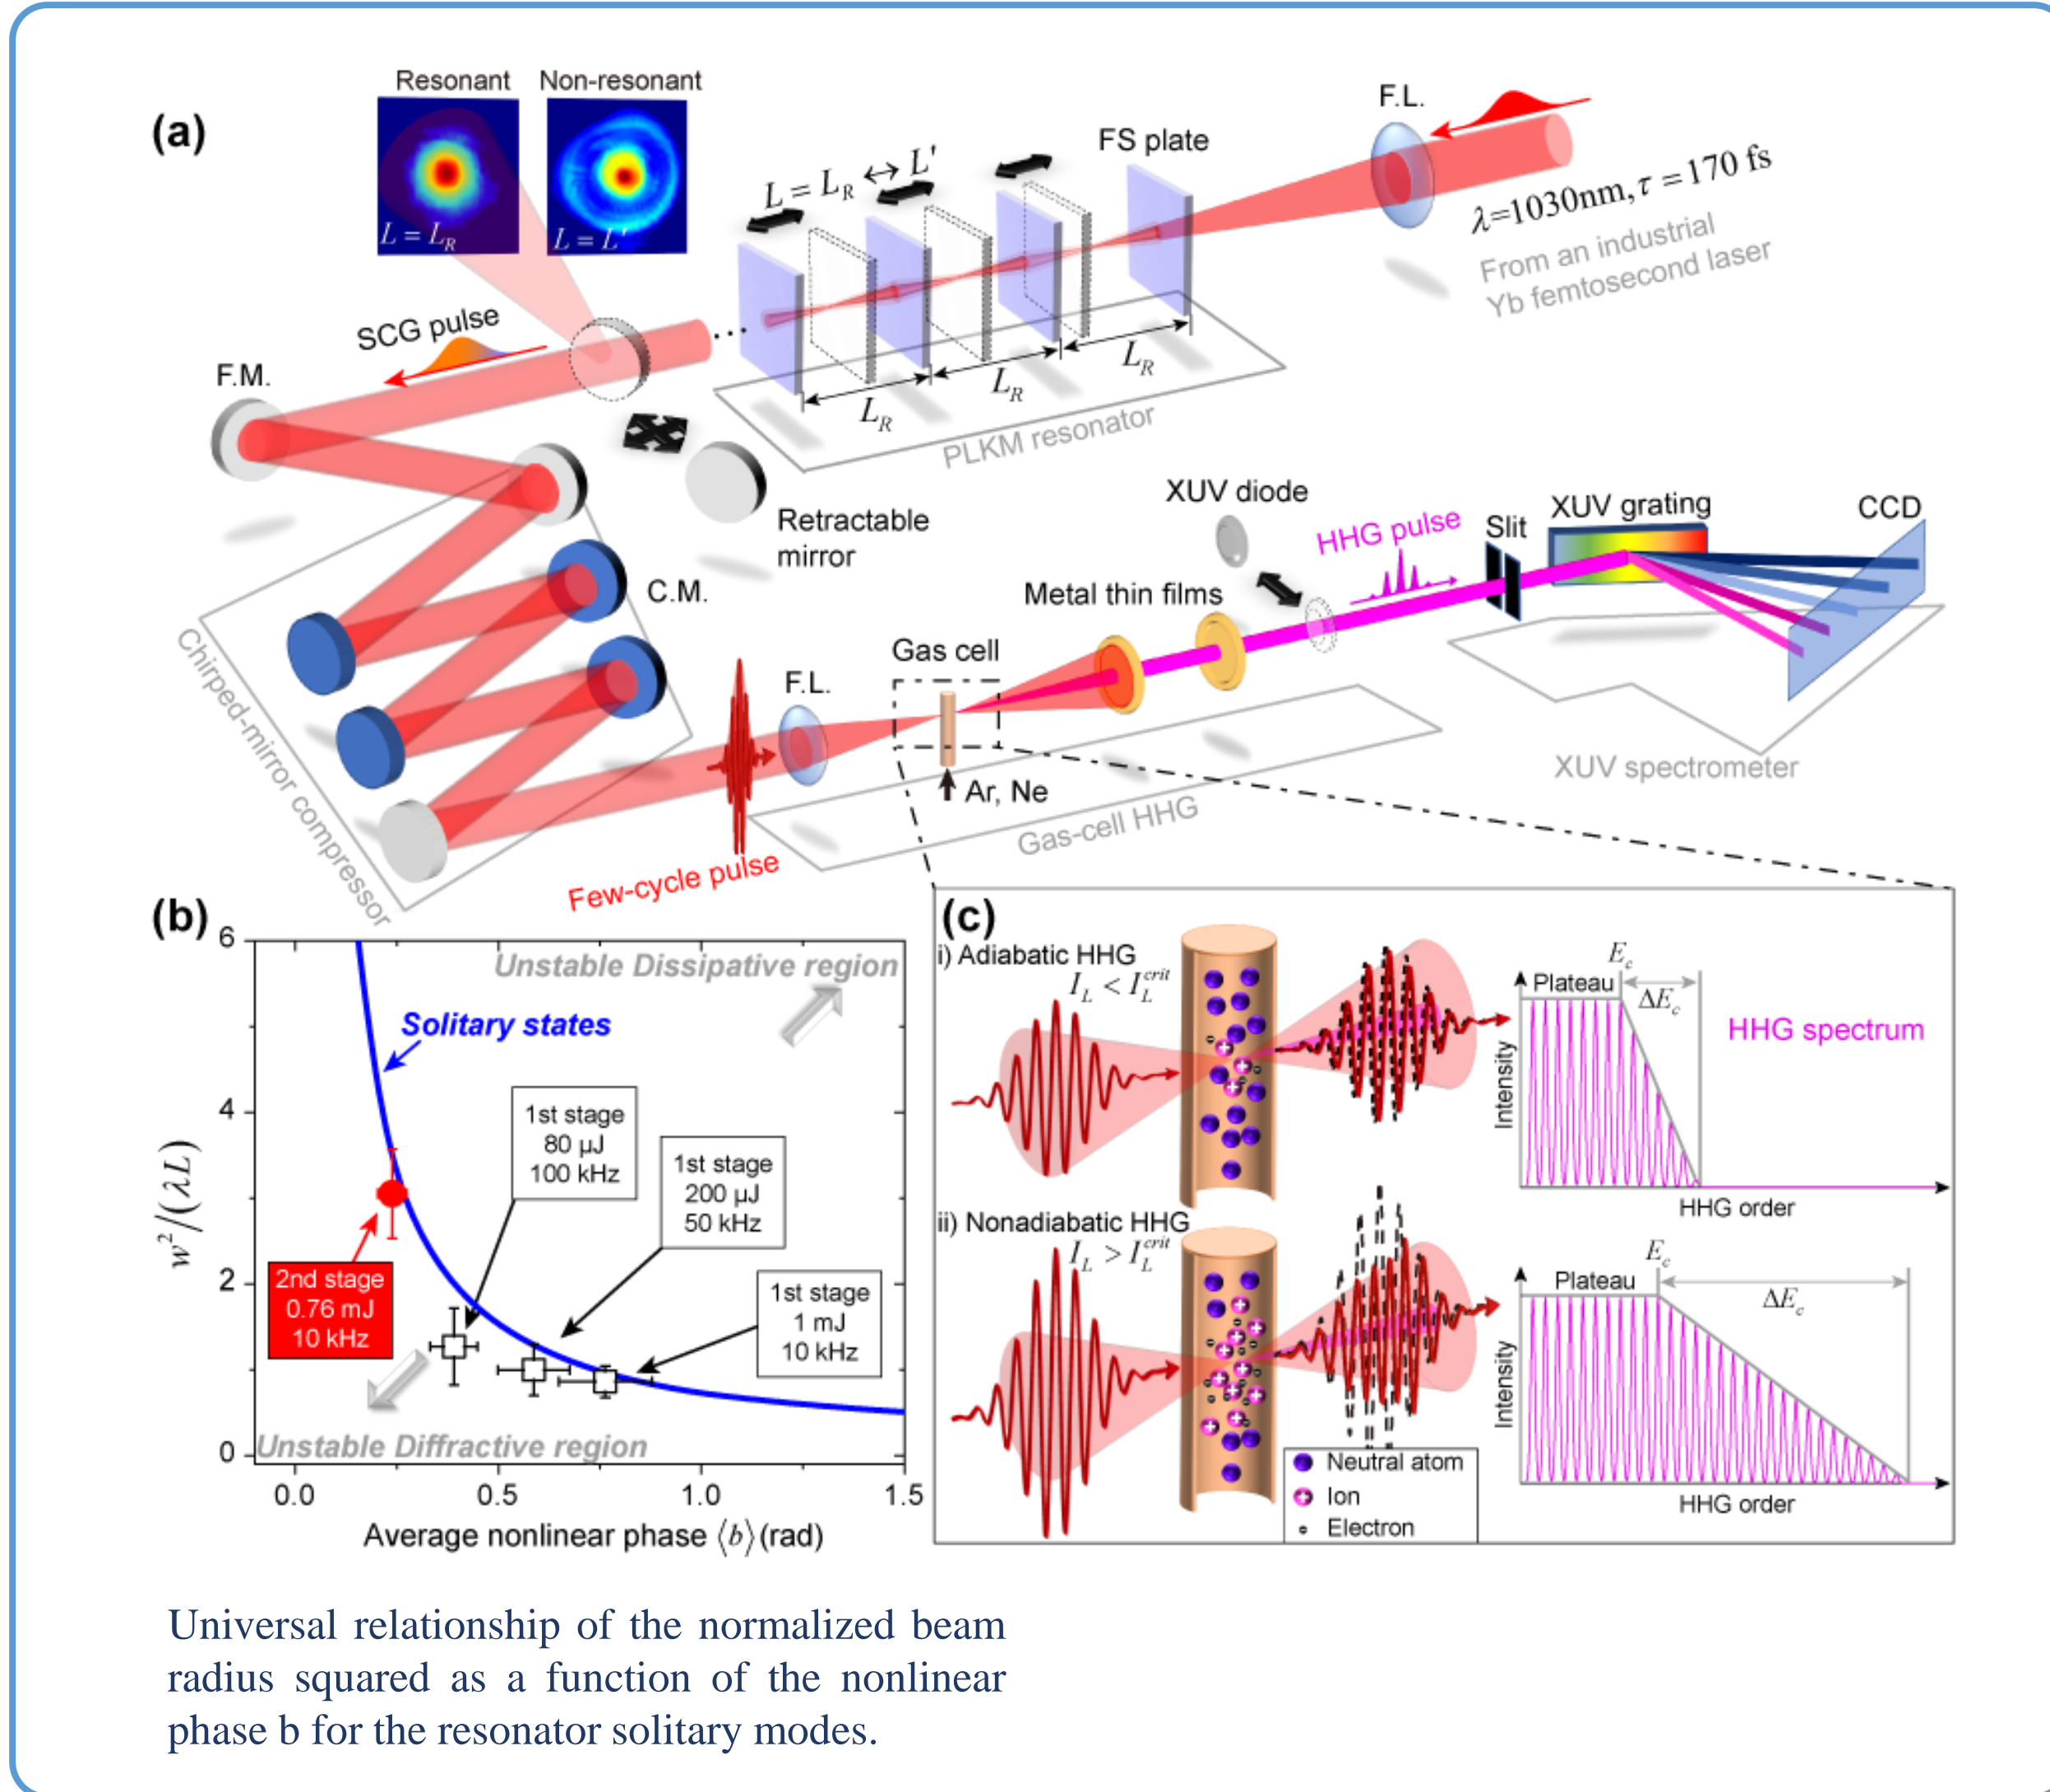 (a)
Resonant
Non-resonant
L = L_R
L = L'
L = L_R ↔ L'
FS plate
F.L.
λ=1030nm, τ = 170 fs
From an industrial
Yb femtosecond laser
SCG pulse
F.M.
L_R
L_R
L_R
PLKM resonator
Retractable
mirror
C.M.
Chirped-mirror compressor
XUV diode
HHG pulse
Slit
XUV grating
CCD
Metal thin films
Gas cell
F.L.
Ar, Ne
Gas-cell HHG
XUV spectrometer
Few-cycle pulse
(b)
6
4
2
0
w²/(λL)
Unstable Dissipative region
Solitary states
1st stage
80 μJ
100 kHz
1st stage
200 μJ
50 kHz
1st stage
1 mJ
10 kHz
2nd stage
0.76 mJ
10 kHz
Unstable Diffractive region
0.0
0.5
1.0
1.5
Average nonlinear phase ⟨b⟩(rad)
(c)
i) Adiabatic HHG
I_L < I_L^crit
Plateau
E_c
ΔE_c
HHG spectrum
Intensity
HHG order
ii) Nonadiabatic HHG
I_L > I_L^crit
Plateau
E_c
ΔE_c
Intensity
HHG order
Neutral atom
Ion
Electron
Universal relationship of the normalized beam
radius squared as a function of the nonlinear
phase b for the resonator solitary modes.